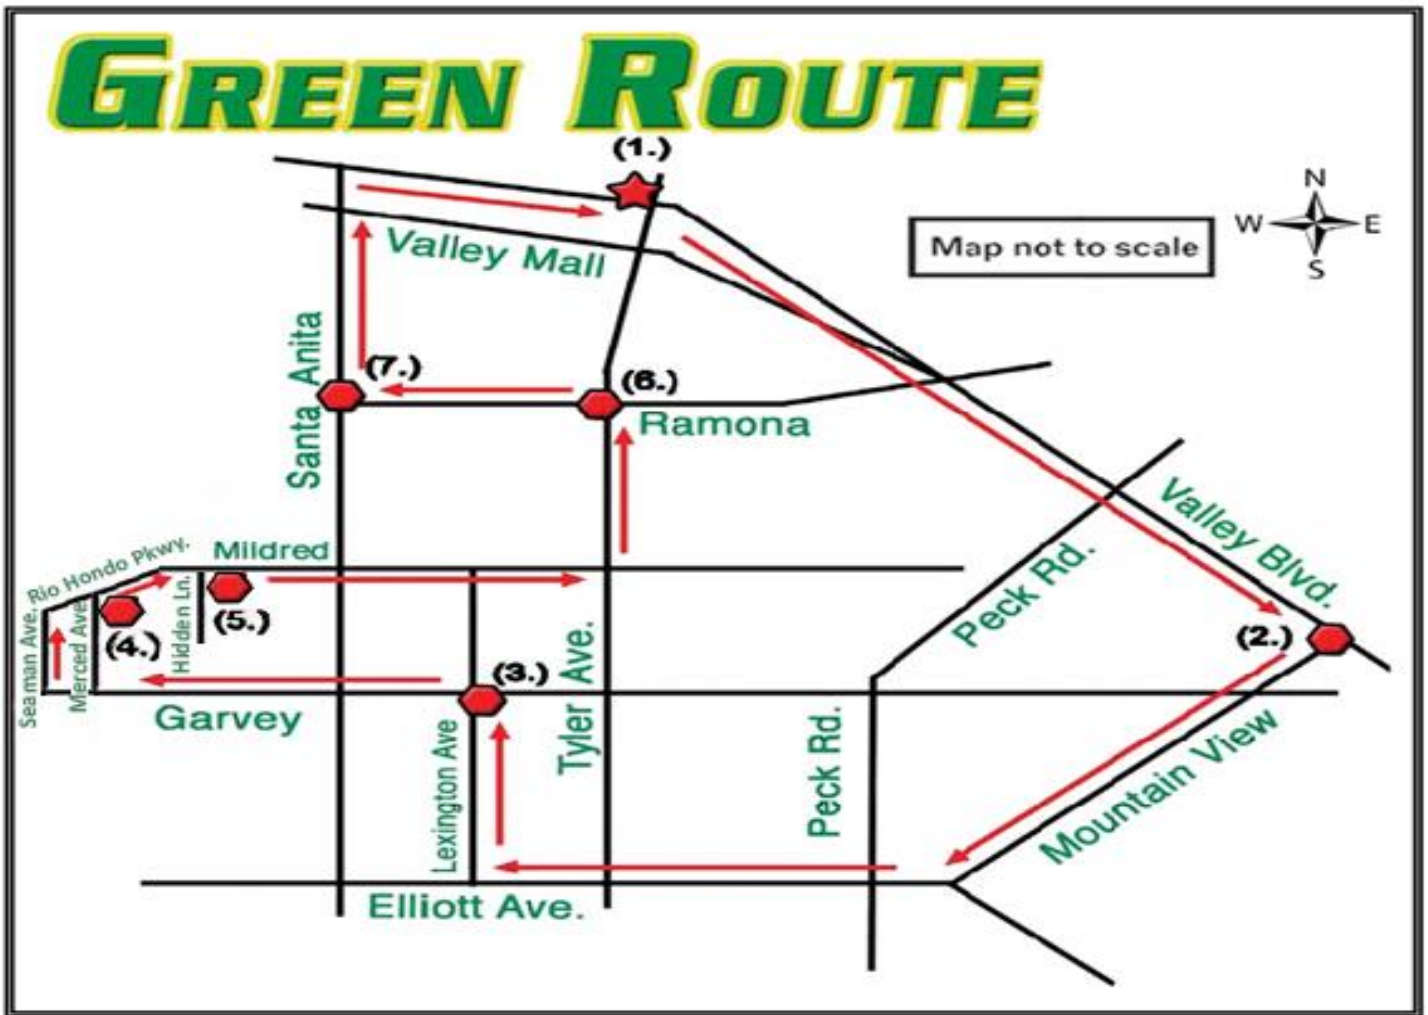 GREEN ROUTE
(1.)
N
W E
S
Map not to scale
Valley Mall
Santa Anita
(7.)
(6.)
Ramona
Valley Blvd.
Peck Rd.
(2.)
Mildred
Rio Hondo Pkwy.
Seaman Ave.
Merced Ave
(4.)
Hidden Ln.
(5.)
(3.)
Garvey
Tyler Ave.
Lexington Ave
Peck Rd.
Mountain View
Elliott Ave.